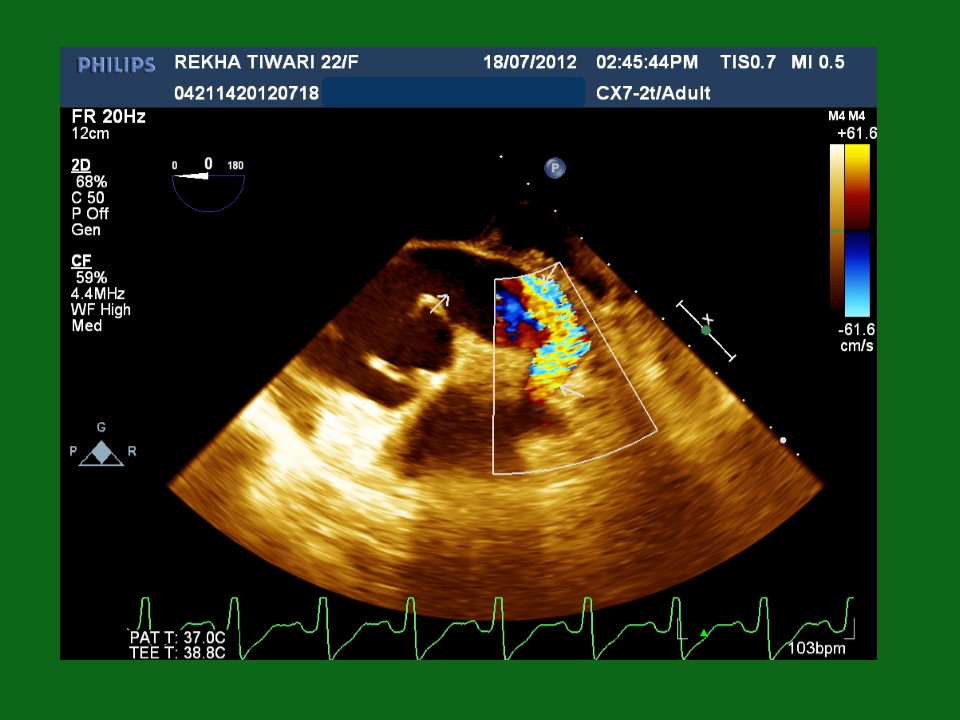 PHILIPS REKHA TIWARI 22/F 18/07/2012 02:45:44PM TIS0.7 MI 0.5
04211420120718 CX7-2t/Adult
FR 20Hz
12cm
2D
68%
C 50
P Off
Gen
CF
59%
4.4MHz
WF High
Med
0 0 180
P
M4 M4
+61.6
-61.6
cm/s
x
G
P R
PAT T: 37.0C
TEE T: 38.8C
103bpm